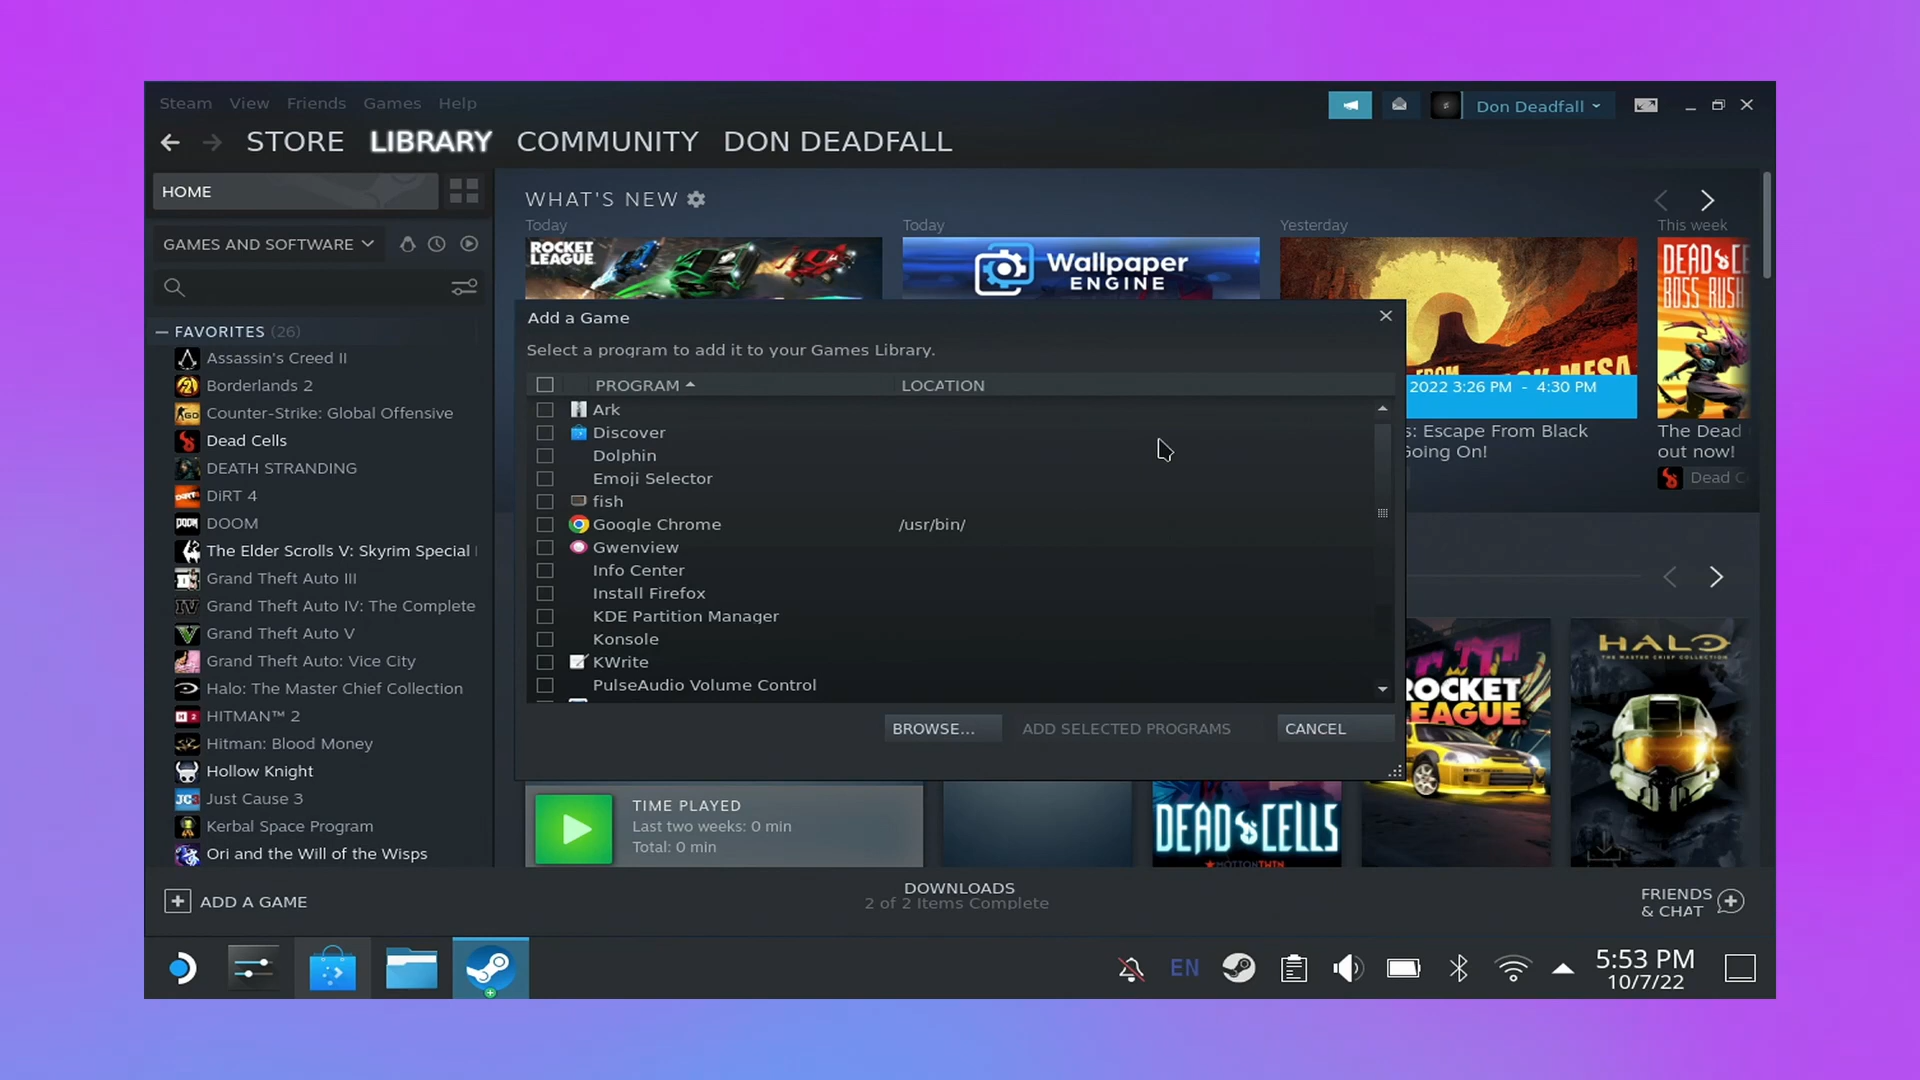 Steam View Friends Games Help
Don Deadfall
STORE LIBRARY COMMUNITY DON DEADFALL
HOME
GAMES AND SOFTWARE
FAVORITES (26)
Assassin's Creed II
Borderlands 2
Counter-Strike: Global Offensive
Dead Cells
DEATH STRANDING
DiRT 4
DOOM
The Elder Scrolls V: Skyrim Special
Grand Theft Auto III
Grand Theft Auto IV: The Complete
Grand Theft Auto V
Grand Theft Auto: Vice City
Halo: The Master Chief Collection
HITMAN™ 2
Hitman: Blood Money
Hollow Knight
Just Cause 3
Kerbal Space Program
Ori and the Will of the Wisps
WHAT'S NEW
Today
Today
Yesterday
This week
ROCKET
LEAGUE
Wallpaper
ENGINE
FROM
MESA
DEAD CE
BOSS RUSH
2022 3:26 PM - 4:30 PM
s: Escape From Black
Going On!
The Dead
out now!
Dead C
Add a Game
Select a program to add it to your Games Library.
PROGRAM LOCATION
Ark
Discover
Dolphin
Emoji Selector
fish
Google Chrome /usr/bin/
Gwenview
Info Center
Install Firefox
KDE Partition Manager
Konsole
KWrite
PulseAudio Volume Control
BROWSE... ADD SELECTED PROGRAMS CANCEL
TIME PLAYED
Last two weeks: 0 min
Total: 0 min
DEAD CELLS
MOTIONTWIN
ROCKET
LEAGUE
HALO
THE MASTER CHIEF COLLECTION
ADD A GAME
DOWNLOADS
2 of 2 Items Complete
FRIENDS
& CHAT
EN
5:53 PM
10/7/22